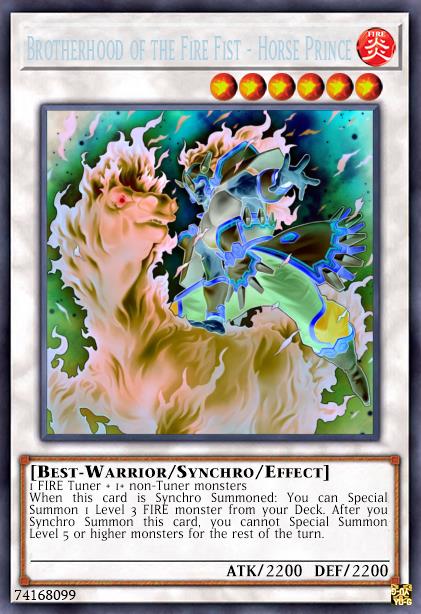 Brotherhood of the Fire Fist - Horse Prince
FIRE
炎
[Best-Warrior/Synchro/Effect]
1 FIRE Tuner + 1+ non-Tuner monsters
When this card is Synchro Summoned: You can Special
Summon 1 Level 3 FIRE monster from your Deck. After you
Synchro Summon this card, you cannot Special Summon
Level 5 or higher monsters for the rest of the turn.
ATK/2200 DEF/2200
74168099